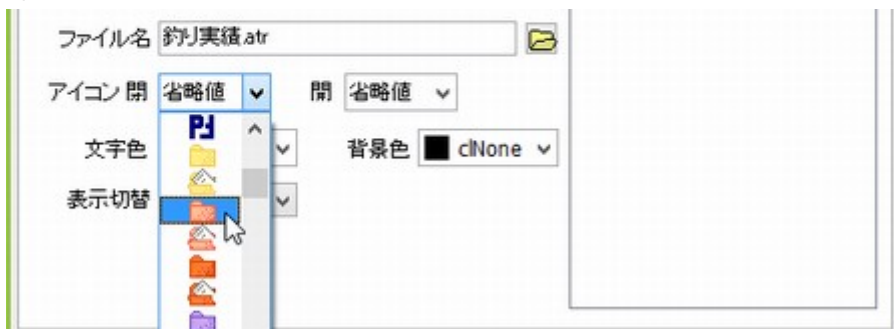 ファイル名 釣り実績.atr
アイコン 閉 省略値 開 省略値
文字色 背景色 clNone
表示切替